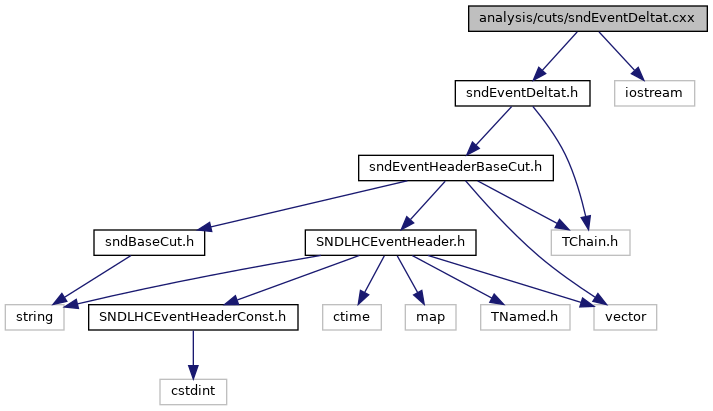 analysis/cuts/sndEventDeltat.cxx
sndEventDeltat.h
iostream
sndEventHeaderBaseCut.h
sndBaseCut.h
SNDLHCEventHeader.h
TChain.h
string
SNDLHCEventHeaderConst.h
ctime
map
TNamed.h
vector
cstdint